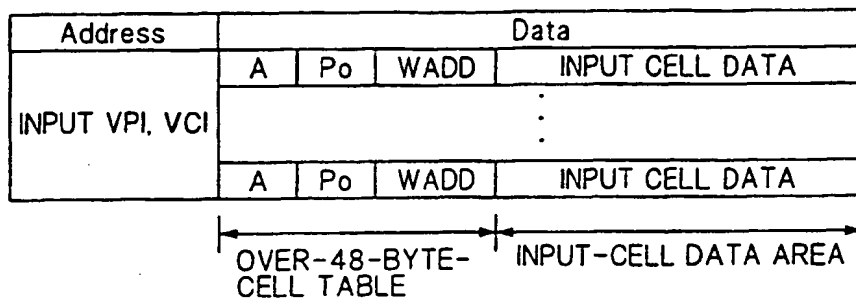 Address Data
A Po WADD INPUT CELL DATA
INPUT VPI, VCI
A Po WADD INPUT CELL DATA
OVER-48-BYTE-
CELL TABLE
INPUT-CELL DATA AREA